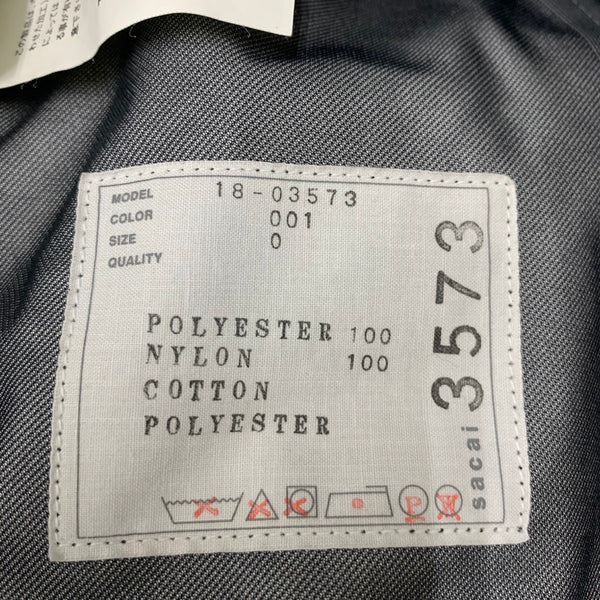 MODEL 18-03573
COLOR 001
SIZE 0
QUALITY
POLYESTER 100
NYLON 100
COTTON
POLYESTER
P W
sacai 3573